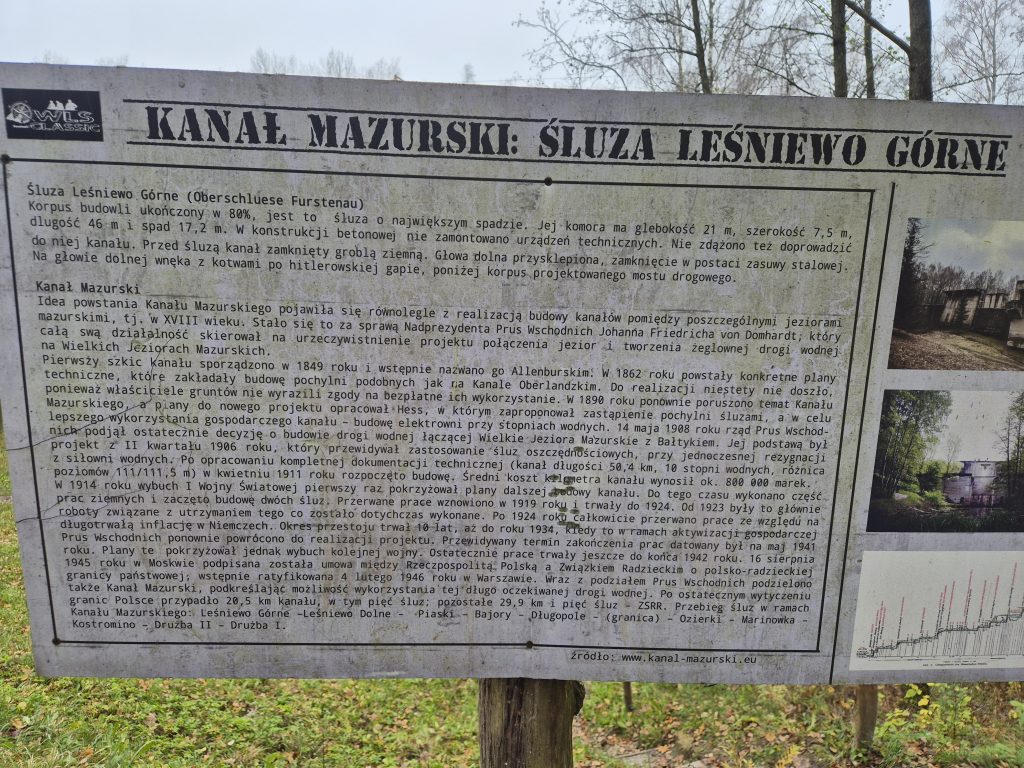 WLS
CLASSIC
KANAŁ MAZURSKI: ŚLUZA LEŚNIEWO GÓRNE
Śluza Leśniewo Górne (Oberschluese Furstenau)
Korpus budowli ukończony w 80%, jest to śluza o największym spadzie. Jej komora ma glebokość 21 m, szerokość 7,5 m,
długość 46 m i spad 17,2 m. W konstrukcji betonowej nie zamontowano urządzeń technicznych. Nie zdążono też doprowadzić
do niej kanału. Przed śluzą kanał zamknięty groblą ziemną. Głowa dolna przysklepiona, zamknięcie w postaci zasuwy stalowej.
Na głowie dolnej wnęka z kotwami po hitlerowskiej gapie, poniżej korpus projektowanego mostu drogowego.
Kanał Mazurski
Idea powstania Kanału Mazurskiego pojawiła się równolegle z realizacją budowy kanałów pomiędzy poszczególnymi jeziorami
mazurskimi, tj. w XVIII wieku. Stało się to za sprawą Nadprezydenta Prus Wschodnich Johanna Friedricha von Domhardt; który
całą swą działalność skierował na urzeczywistnienie projektu połączenia jezior i tworzenia żeglownej drogi wodnej
na Wielkich Jeziorach Mazurskich.
Pierwszy szkic kanału sporządzono w 1849 roku i wstępnie nazwano go Allenburskim. W 1862 roku powstały konkretne plany
techniczne, które zakładały budowę pochylni podobnych jak na Kanale Oberlandzkim. Do realizacji niestety nie doszło,
ponieważ właściciele gruntów nie wyrazili zgody na bezpłatne ich wykorzystanie. W 1890 roku ponownie poruszono temat Kanału
Mazurskiego, a plany do nowego projektu opracował Hess, w którym zaproponował zastąpienie pochylni śluzami, a w celu
lepszego wykorzystania gospodarczego kanału – budowę elektrowni przy stopniach wodnych. 14 maja 1908 roku rząd Prus Wschod-
nich podjął ostatecznie decyzję o budowie drogi wodnej łączącej Wielkie Jeziora Mazurskie z Bałtykiem. Jej podstawą był
projekt z II kwartału 1906 roku, który przewidywał zastosowanie śluz oszczędnościowych, przy jednoczesnej rezygnacji
z siłowni wodnych. Po opracowaniu kompletnej dokumentacji technicznej (kanał długości 50,4 km, 10 stopni wodnych, różnica
poziomów 111/111,5 m) w kwietniu 1911 roku rozpoczęto budowę. Średni koszt kilometra kanału wynosił ok. 800 000 marek.
W 1914 roku wybuch I Wojny Światowej pierwszy raz pokrzyżował plany dalszej budowy kanału. Do tego czasu wykonano część
prac ziemnych i zaczęto budowę dwóch śluz. Przerwane prace wznowiono w 1919 roku i trwały do 1924. Od 1923 były to głównie
roboty związane z utrzymaniem tego co zostało dotychczas wykonane. Po 1924 roku całkowicie przerwano prace ze względu na
długotrwałą inflację w Niemczech. Okres przestoju trwał 10 lat, aż do roku 1934, kiedy to w ramach aktywizacji gospodarczej
Prus Wschodnich ponownie powrócono do realizacji projektu. Przewidywany termin zakończenia prac datowany był na maj 1941
roku. Plany te pokrzyżował jednak wybuch kolejnej wojny. Ostatecznie prace trwały jeszcze do końca 1942 roku. 16 sierpnia
1945 roku w Moskwie podpisana została umowa między Rzeczpospolitą Polską a Związkiem Radzieckim o polsko-radzieckiej
granicy państwowej; wstępnie ratyfikowana 4 lutego 1946 roku w Warszawie. Wraz z podziałem Prus Wschodnich podzielono
także Kanał Mazurski, podkreślając możliwość wykorzystania tej długo oczekiwanej drogi wodnej. Po ostatecznym wytyczeniu
granic Polsce przypadło 20,5 km kanału, w tym pięć śluz; pozostałe 29,9 km i pięć śluz – ZSRR. Przebieg śluz w ramach
Kanału Mazurskiego: Leśniewo Górne –Leśniewo Dolne – Piaski – Bajory – Długopole – (granica) – Ozierki – Marinowka –
Kostromino – Drużba II – Drużba I.
źródło: www.kanal-mazurski.eu